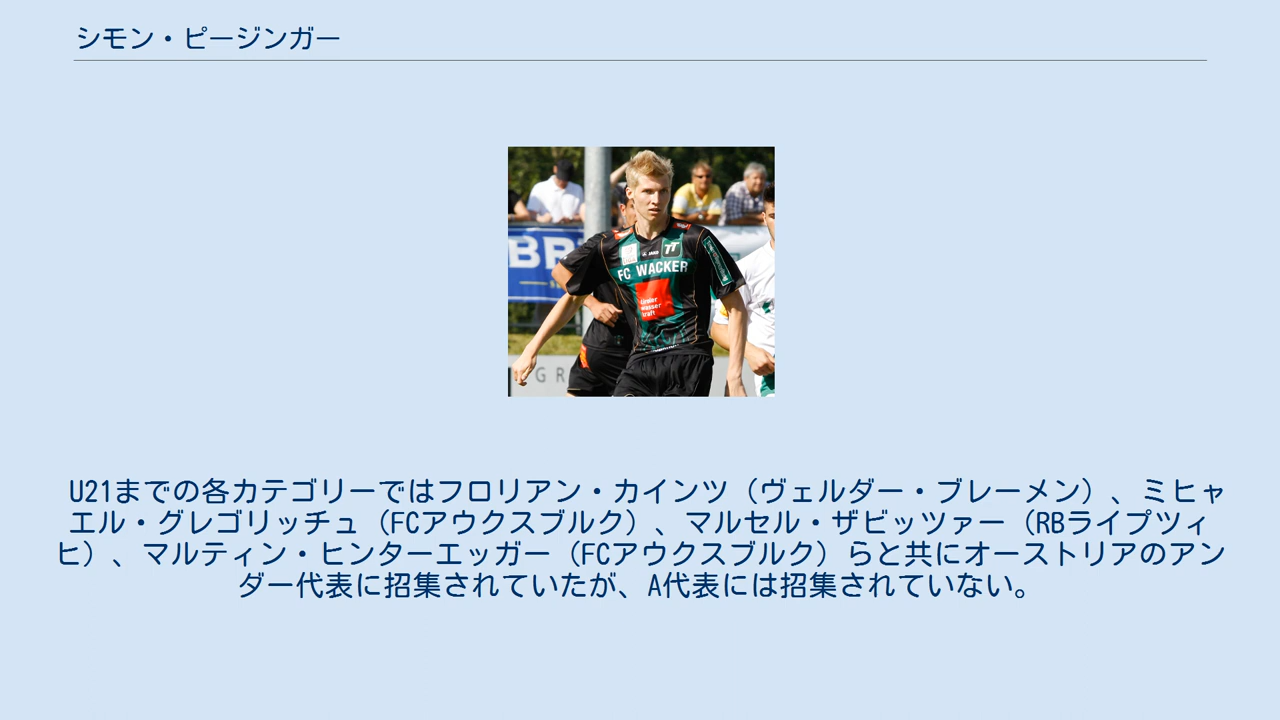 シモン・ピージンガー
BB
TT
JAKO
FC WACKER
tiroler
wasser
kraft
G R
U21までの各カテゴリーではフロリアン・カインツ（ヴェルダー・ブレーメン）、ミヒャ
エル・グレゴリッチュ（FCアウクスブルク）、マルセル・ザビッツァー（RBライプツィ
ヒ）、マルティン・ヒンターエッガー（FCアウクスブルク）らと共にオーストリアのアン
ダー代表に招集されていたが、A代表には招集されていない。